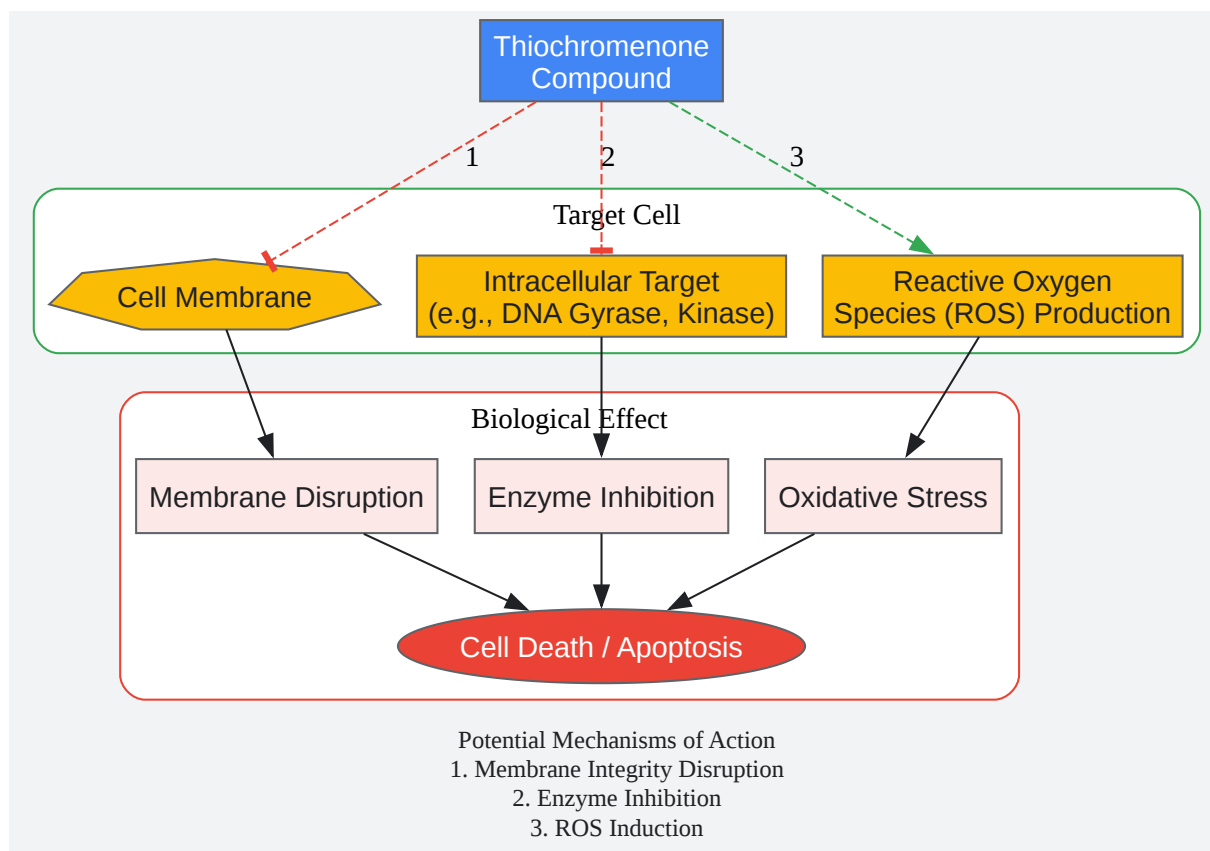 Thiochromenone
Compound
1
2
3
Target Cell
Cell Membrane
Intracellular Target
(e.g., DNA Gyrase, Kinase)
Reactive Oxygen
Species (ROS) Production
Biological Effect
Membrane Disruption
Enzyme Inhibition
Oxidative Stress
Cell Death / Apoptosis
Potential Mechanisms of Action
1. Membrane Integrity Disruption
2. Enzyme Inhibition
3. ROS Induction